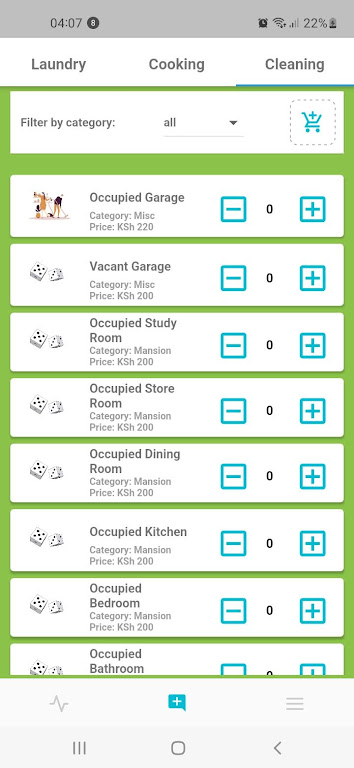 04:07 8 22%
Laundry Cooking Cleaning
Filter by category: all
Occupied Garage
Category: Misc
Price: KSh 220
0
Vacant Garage
Category: Misc
Price: KSh 200
0
Occupied Study
Room
Category: Mansion
Price: KSh 200
0
Occupied Store
Room
Category: Mansion
Price: KSh 200
0
Occupied Dining
Room
Category: Mansion
Price: KSh 200
0
Occupied Kitchen
Category: Mansion
Price: KSh 200
0
Occupied
Bedroom
Category: Mansion
Price: KSh 200
0
Occupied
Bathroom
0